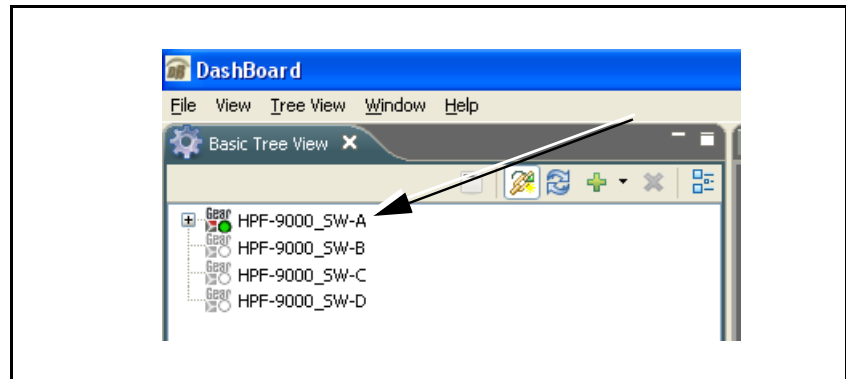 DashBoard
File View Tree View Window Help
Basic Tree View
Gear HPF-9000_SW-A
Gear HPF-9000_SW-B
Gear HPF-9000_SW-C
Gear HPF-9000_SW-D